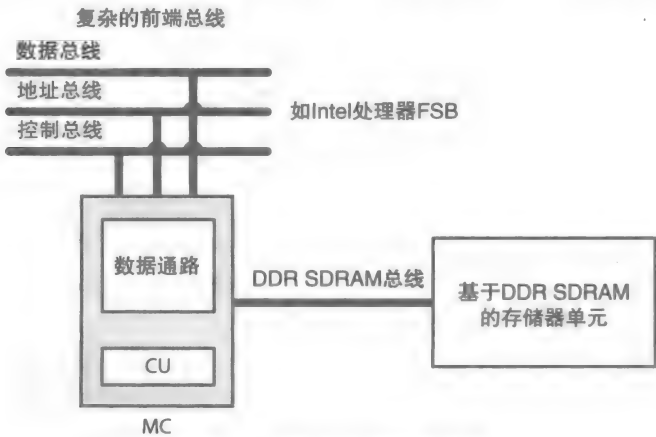 复杂的前端总线
数据总线
地址总线
如Intel处理器FSB
控制总线
数据通路
DDR SDRAM总线
基于DDR SDRAM
的存储器单元
CU
MC